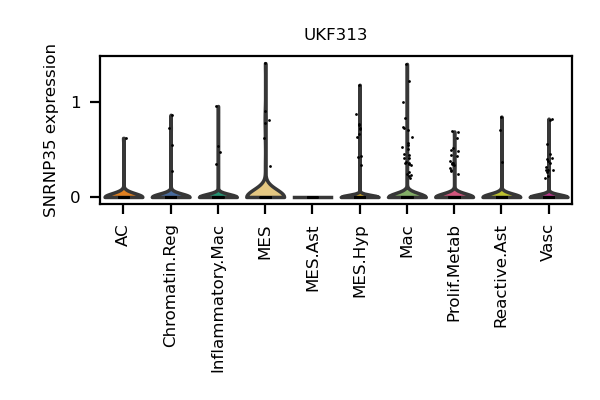 UKF313
SNRNP35 expression
1
0
AC
Chromatin.Reg
Inflammatory.Mac
MES
MES.Ast
MES.Hyp
Mac
Prolif.Metab
Reactive.Ast
Vasc